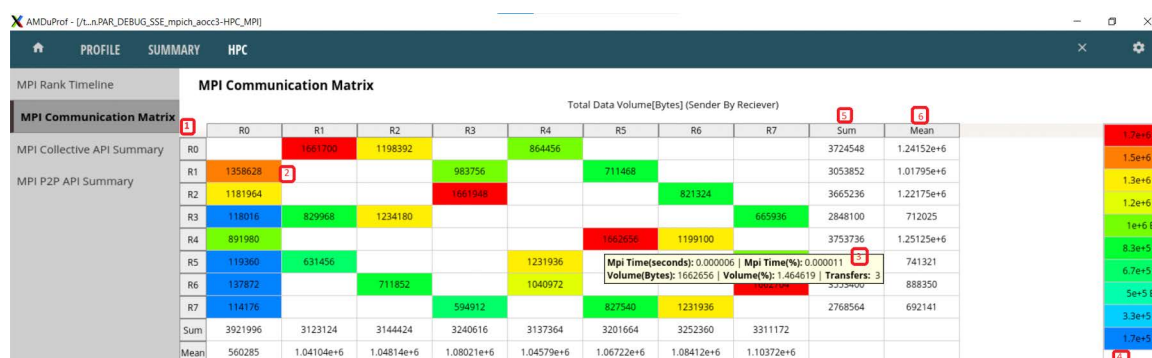 AMDuProf - [/t...n.PAR_DEBUG_SSE_mpich_aocc3-HPC_MPI]
PROFILE SUMMARY HPC
MPI Rank Timeline
MPI Communication Matrix
MPI Collective API Summary
MPI P2P API Summary
MPI Communication Matrix
Total Data Volume[Bytes] (Sender By Reciever)
1 5 6
R0 R1 R2 R3 R4 R5 R6 R7 Sum Mean
R0 1661700 1198392 864456 3724548 1.24152e+6
R1 1358628 2 983756 711468 3053852 1.01795e+6
R2 1181964 1661948 821324 3665236 1.22175e+6
R3 118016 829968 1234180 665936 2848100 712025
R4 891980 1662656 1199100 3753736 1.25125e+6
R5 119360 631456 1231936 741321
Mpi Time(seconds): 0.000006 | Mpi Time(%): 0.000011 3
Volume(Bytes): 1662656 | Volume(%): 1.464619 | Transfers: 3
R6 137872 711852 1040972 888350
R7 114176 594912 827540 1231936 2768564 692141
Sum 3921996 3123124 3144424 3240616 3137364 3201664 3252360 3311172
Mean 560285 1.04104e+6 1.04814e+6 1.08021e+6 1.04579e+6 1.06722e+6 1.08412e+6 1.10372e+6
1.7e+6
1.5e+6
1.3e+6
1.2e+6
1e+6
8.3e+5
6.7e+5
5e+5
3.3e+5
1.7e+5
4